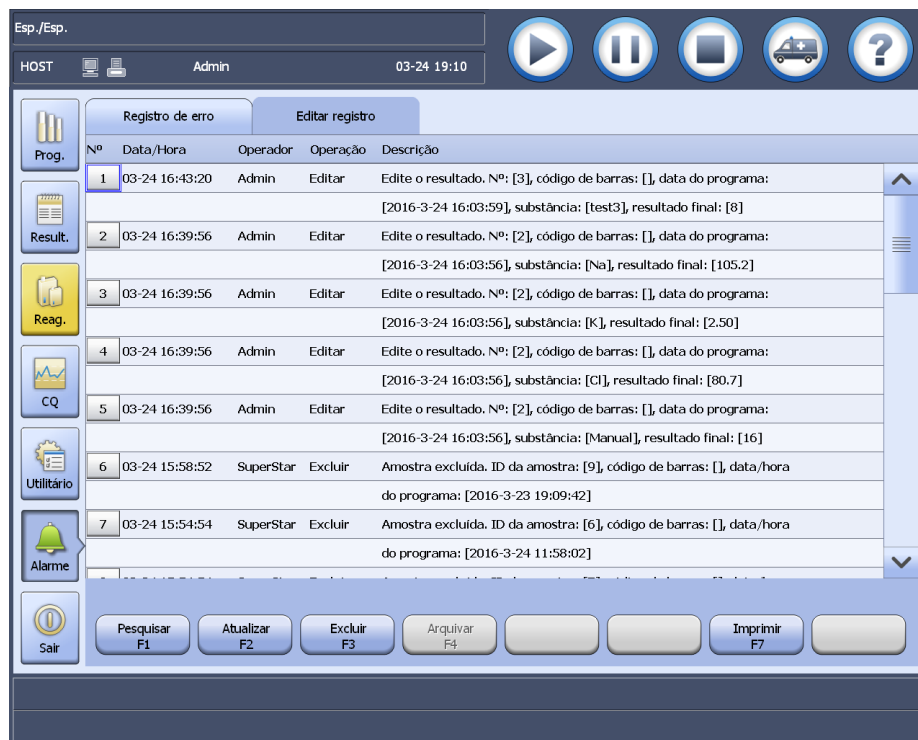 Esp./Esp.
HOST Admin 03-24 19:10
Registro de erro Editar registro
Nº Data/Hora Operador Operação Descrição
1 03-24 16:43:20 Admin Editar Edite o resultado. Nº: [3], código de barras: [], data do programa:
[2016-3-24 16:03:59], substância: [test3], resultado final: [8]
2 03-24 16:39:56 Admin Editar Edite o resultado. Nº: [2], código de barras: [], data do programa:
[2016-3-24 16:03:56], substância: [Na], resultado final: [105.2]
3 03-24 16:39:56 Admin Editar Edite o resultado. Nº: [2], código de barras: [], data do programa:
[2016-3-24 16:03:56], substância: [K], resultado final: [2.50]
4 03-24 16:39:56 Admin Editar Edite o resultado. Nº: [2], código de barras: [], data do programa:
[2016-3-24 16:03:56], substância: [Cl], resultado final: [80.7]
5 03-24 16:39:56 Admin Editar Edite o resultado. Nº: [2], código de barras: [], data do programa:
[2016-3-24 16:03:56], substância: [Manual], resultado final: [16]
6 03-24 15:58:52 SuperStar Excluir Amostra excluída. ID da amostra: [9], código de barras: [], data/hora
do programa: [2016-3-23 19:09:42]
7 03-24 15:54:54 SuperStar Excluir Amostra excluída. ID da amostra: [6], código de barras: [], data/hora
do programa: [2016-3-24 11:58:02]
Prog.
Result.
Reag.
CQ
Utilitário
Alarme
Sair
Pesquisar Atualizar Excluir Arquivar Imprimir
F1 F2 F3 F4 F7